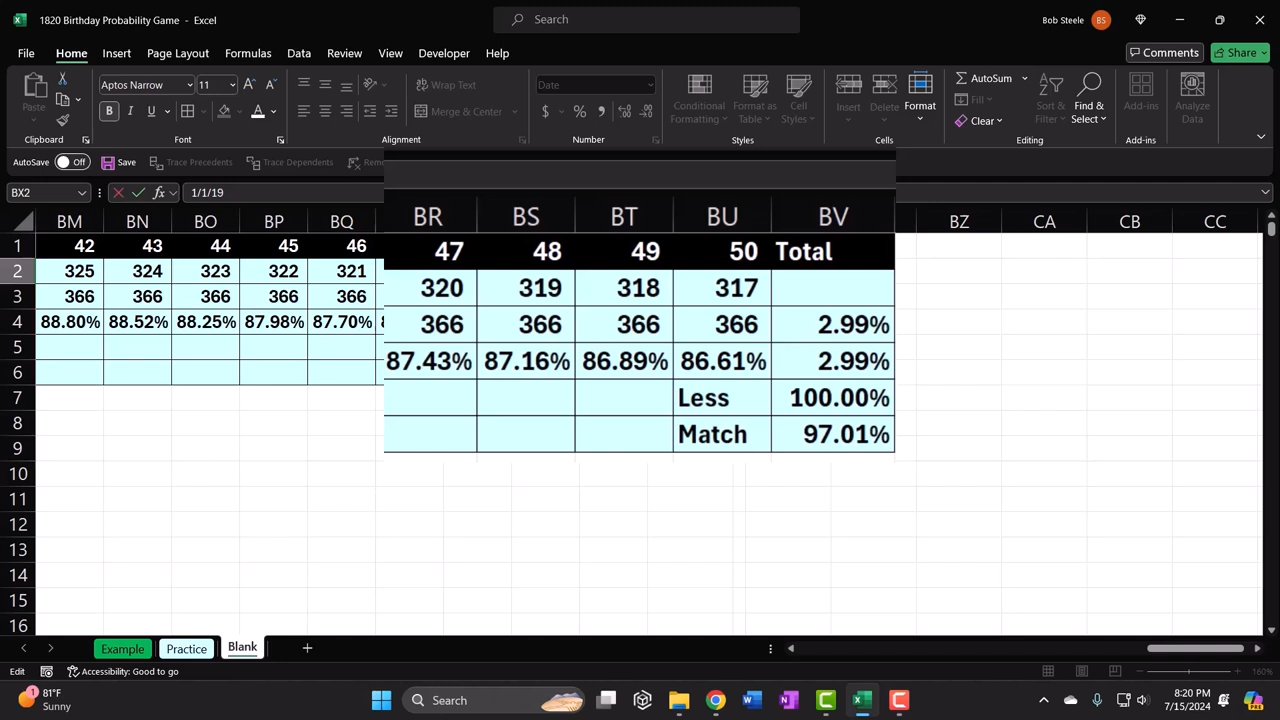 1820 Birthday Probability Game - Excel
Search
Bob Steele BS
File Home Insert Page Layout Formulas Data Review View Developer Help
Comments Share
Paste
Aptos Narrow 11
Wrap Text
Merge & Center
Date
Conditional Formatting
Format as Table
Cell Styles
Insert
Delete
Format
AutoSum
Fill
Clear
Sort & Filter
Find & Select
Add-ins
Analyze Data
Clipboard Font Alignment Number Styles Cells Editing Add-ins
AutoSave Off Save Trace Precedents Trace Dependents
BX2 fx 1/1/19
BM BN BO BP BQ BR BS BT BU BV BZ CA CB CC
1 42 43 44 45 46 47 48 49 50 Total
2 325 324 323 322 321 320 319 318 317
3 366 366 366 366 366 366 366 366 366 2.99%
4 88.80% 88.52% 88.25% 87.98% 87.70% 87.43% 87.16% 86.89% 86.61% 2.99%
5 Less 100.00%
6 Match 97.01%
7
8
9
10
11
12
13
14
15
16
Example Practice Blank
Edit Accessibility: Good to go 160%
1 81°F
Sunny
Search
8:20 PM
7/15/2024